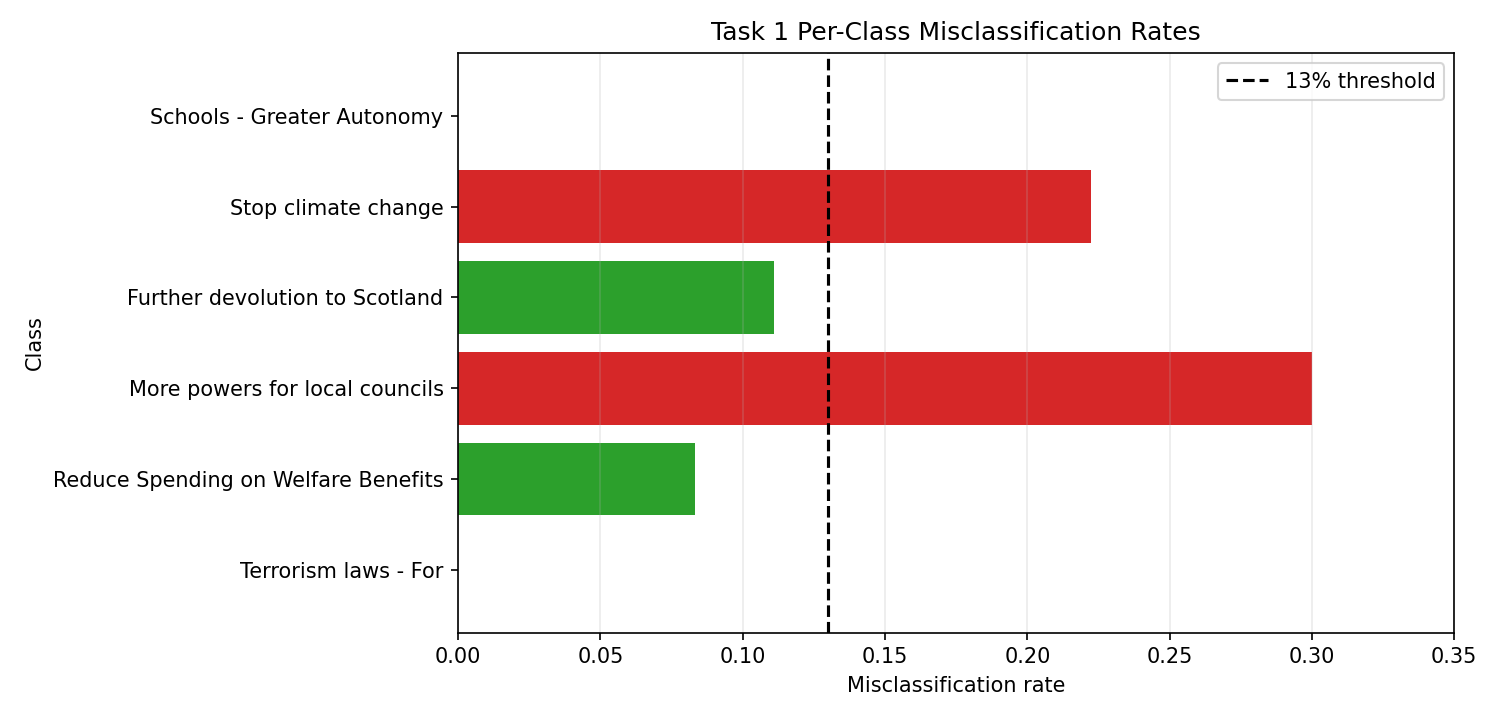 Task 1 Per-Class Misclassification Rates
13% threshold
Class
Schools - Greater Autonomy
Stop climate change
Further devolution to Scotland
More powers for local councils
Reduce Spending on Welfare Benefits
Terrorism laws - For
0.00 0.05 0.10 0.15 0.20 0.25 0.30 0.35
Misclassification rate